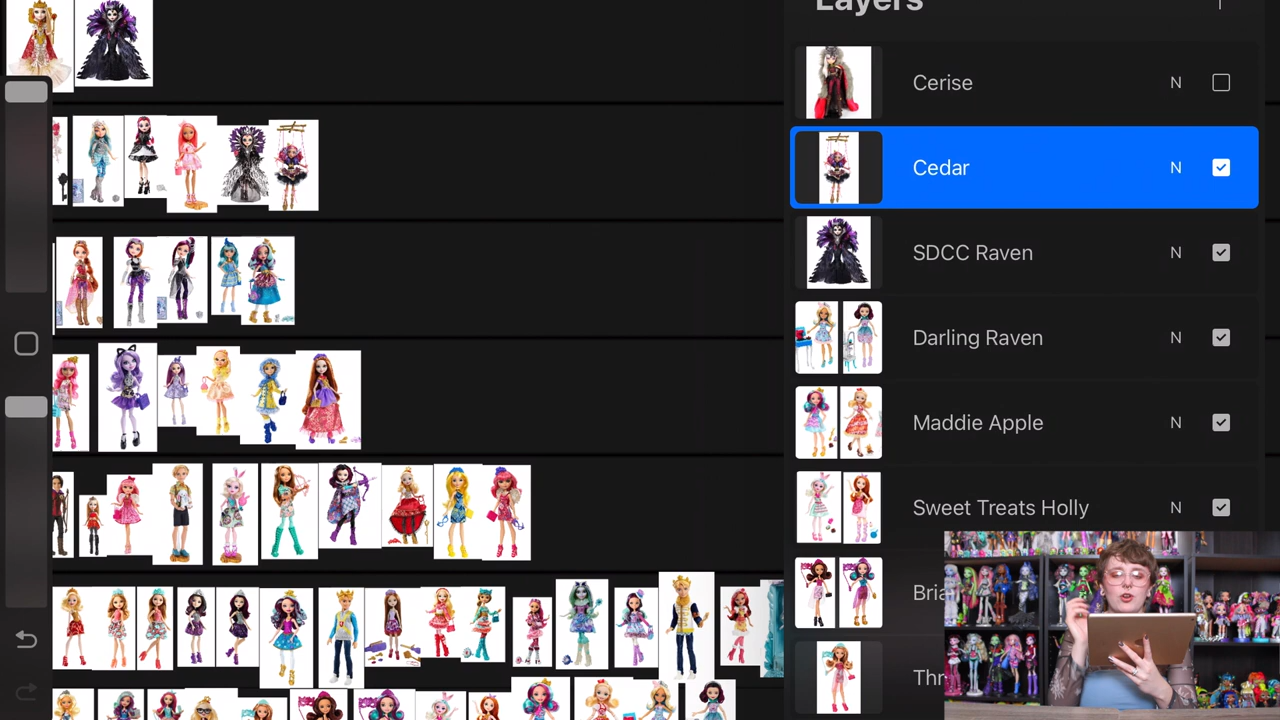 Layers
Cerise N
Cedar N
SDCC Raven N
Darling Raven N
Maddie Apple N
Sweet Treats Holly N